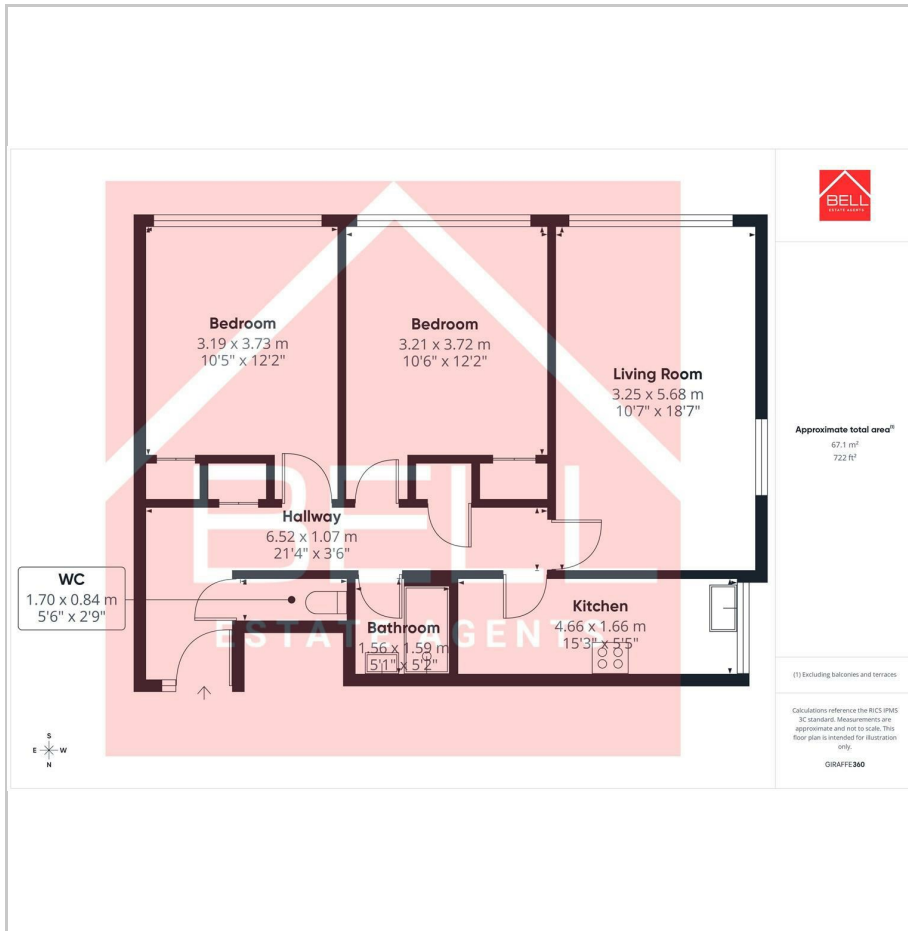 BELL
ESTATE AGENTS
Bedroom
3.19 x 3.73 m
10'5" x 12'2"
Bedroom
3.21 x 3.72 m
10'6" x 12'2"
Living Room
3.25 x 5.68 m
10'7" x 18'7"
Hallway
6.52 x 1.07 m
21'4" x 3'6"
WC
1.70 x 0.84 m
5'6" x 2'9"
Bathroom
1.56 x 1.59 m
5'1" x 5'2"
Kitchen
4.66 x 1.66 m
15'3" x 5'5"
BELL
ESTATE AGENTS
S
E W
N
Approximate total area(1)
67.1 m²
722 ft²
(1) Excluding balconies and terraces
Calculations reference the RICS IPMS
3C standard. Measurements are
approximate and not to scale. This
floor plan is intended for illustration
only.
GIRAFFE360